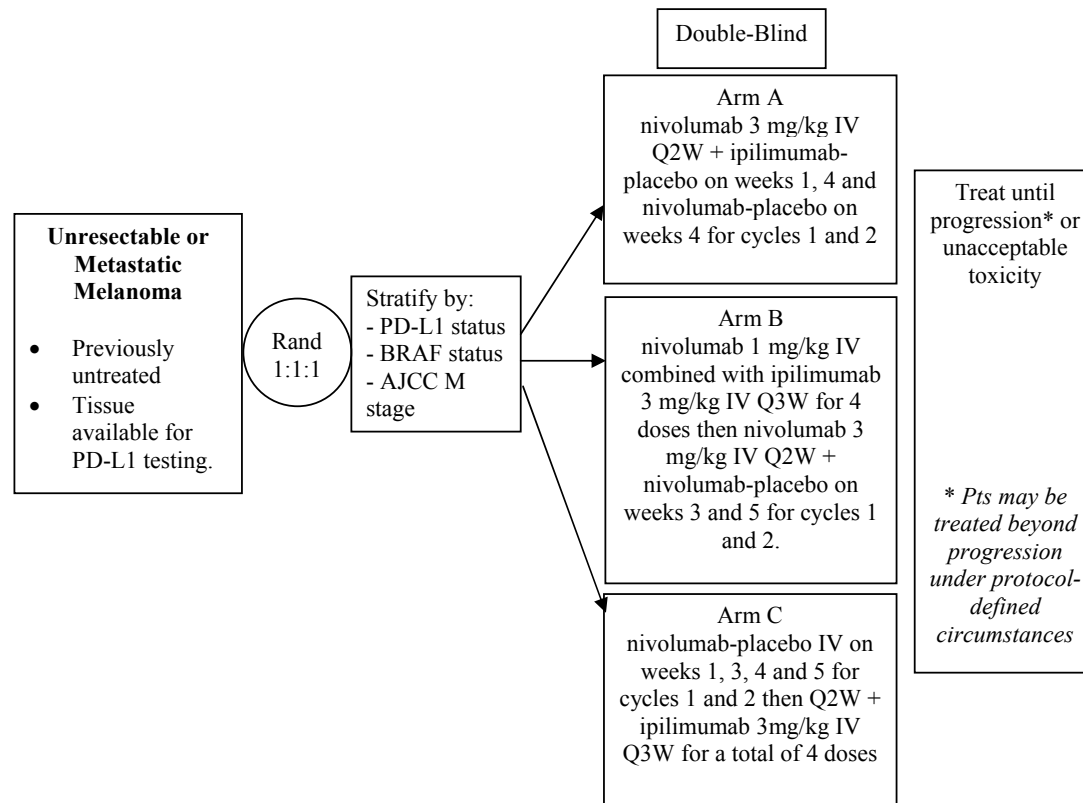 Double-Blind
Unresectable or
Metastatic
Melanoma
• Previously
untreated
• Tissue
available for
PD-L1 testing.
Rand
1:1:1
Stratify by:
- PD-L1 status
- BRAF status
- AJCC M
stage
Arm A
nivolumab 3 mg/kg IV
Q2W + ipilimumab-
placebo on weeks 1, 4 and
nivolumab-placebo on
weeks 4 for cycles 1 and 2
Arm B
nivolumab 1 mg/kg IV
combined with ipilimumab
3 mg/kg IV Q3W for 4
doses then nivolumab 3
mg/kg IV Q2W +
nivolumab-placebo on
weeks 3 and 5 for cycles 1
and 2.
Arm C
nivolumab-placebo IV on
weeks 1, 3, 4 and 5 for
cycles 1 and 2 then Q2W +
ipilimumab 3mg/kg IV
Q3W for a total of 4 doses
Treat until
progression* or
unacceptable
toxicity
* Pts may be
treated beyond
progression
under protocol-
defined
circumstances